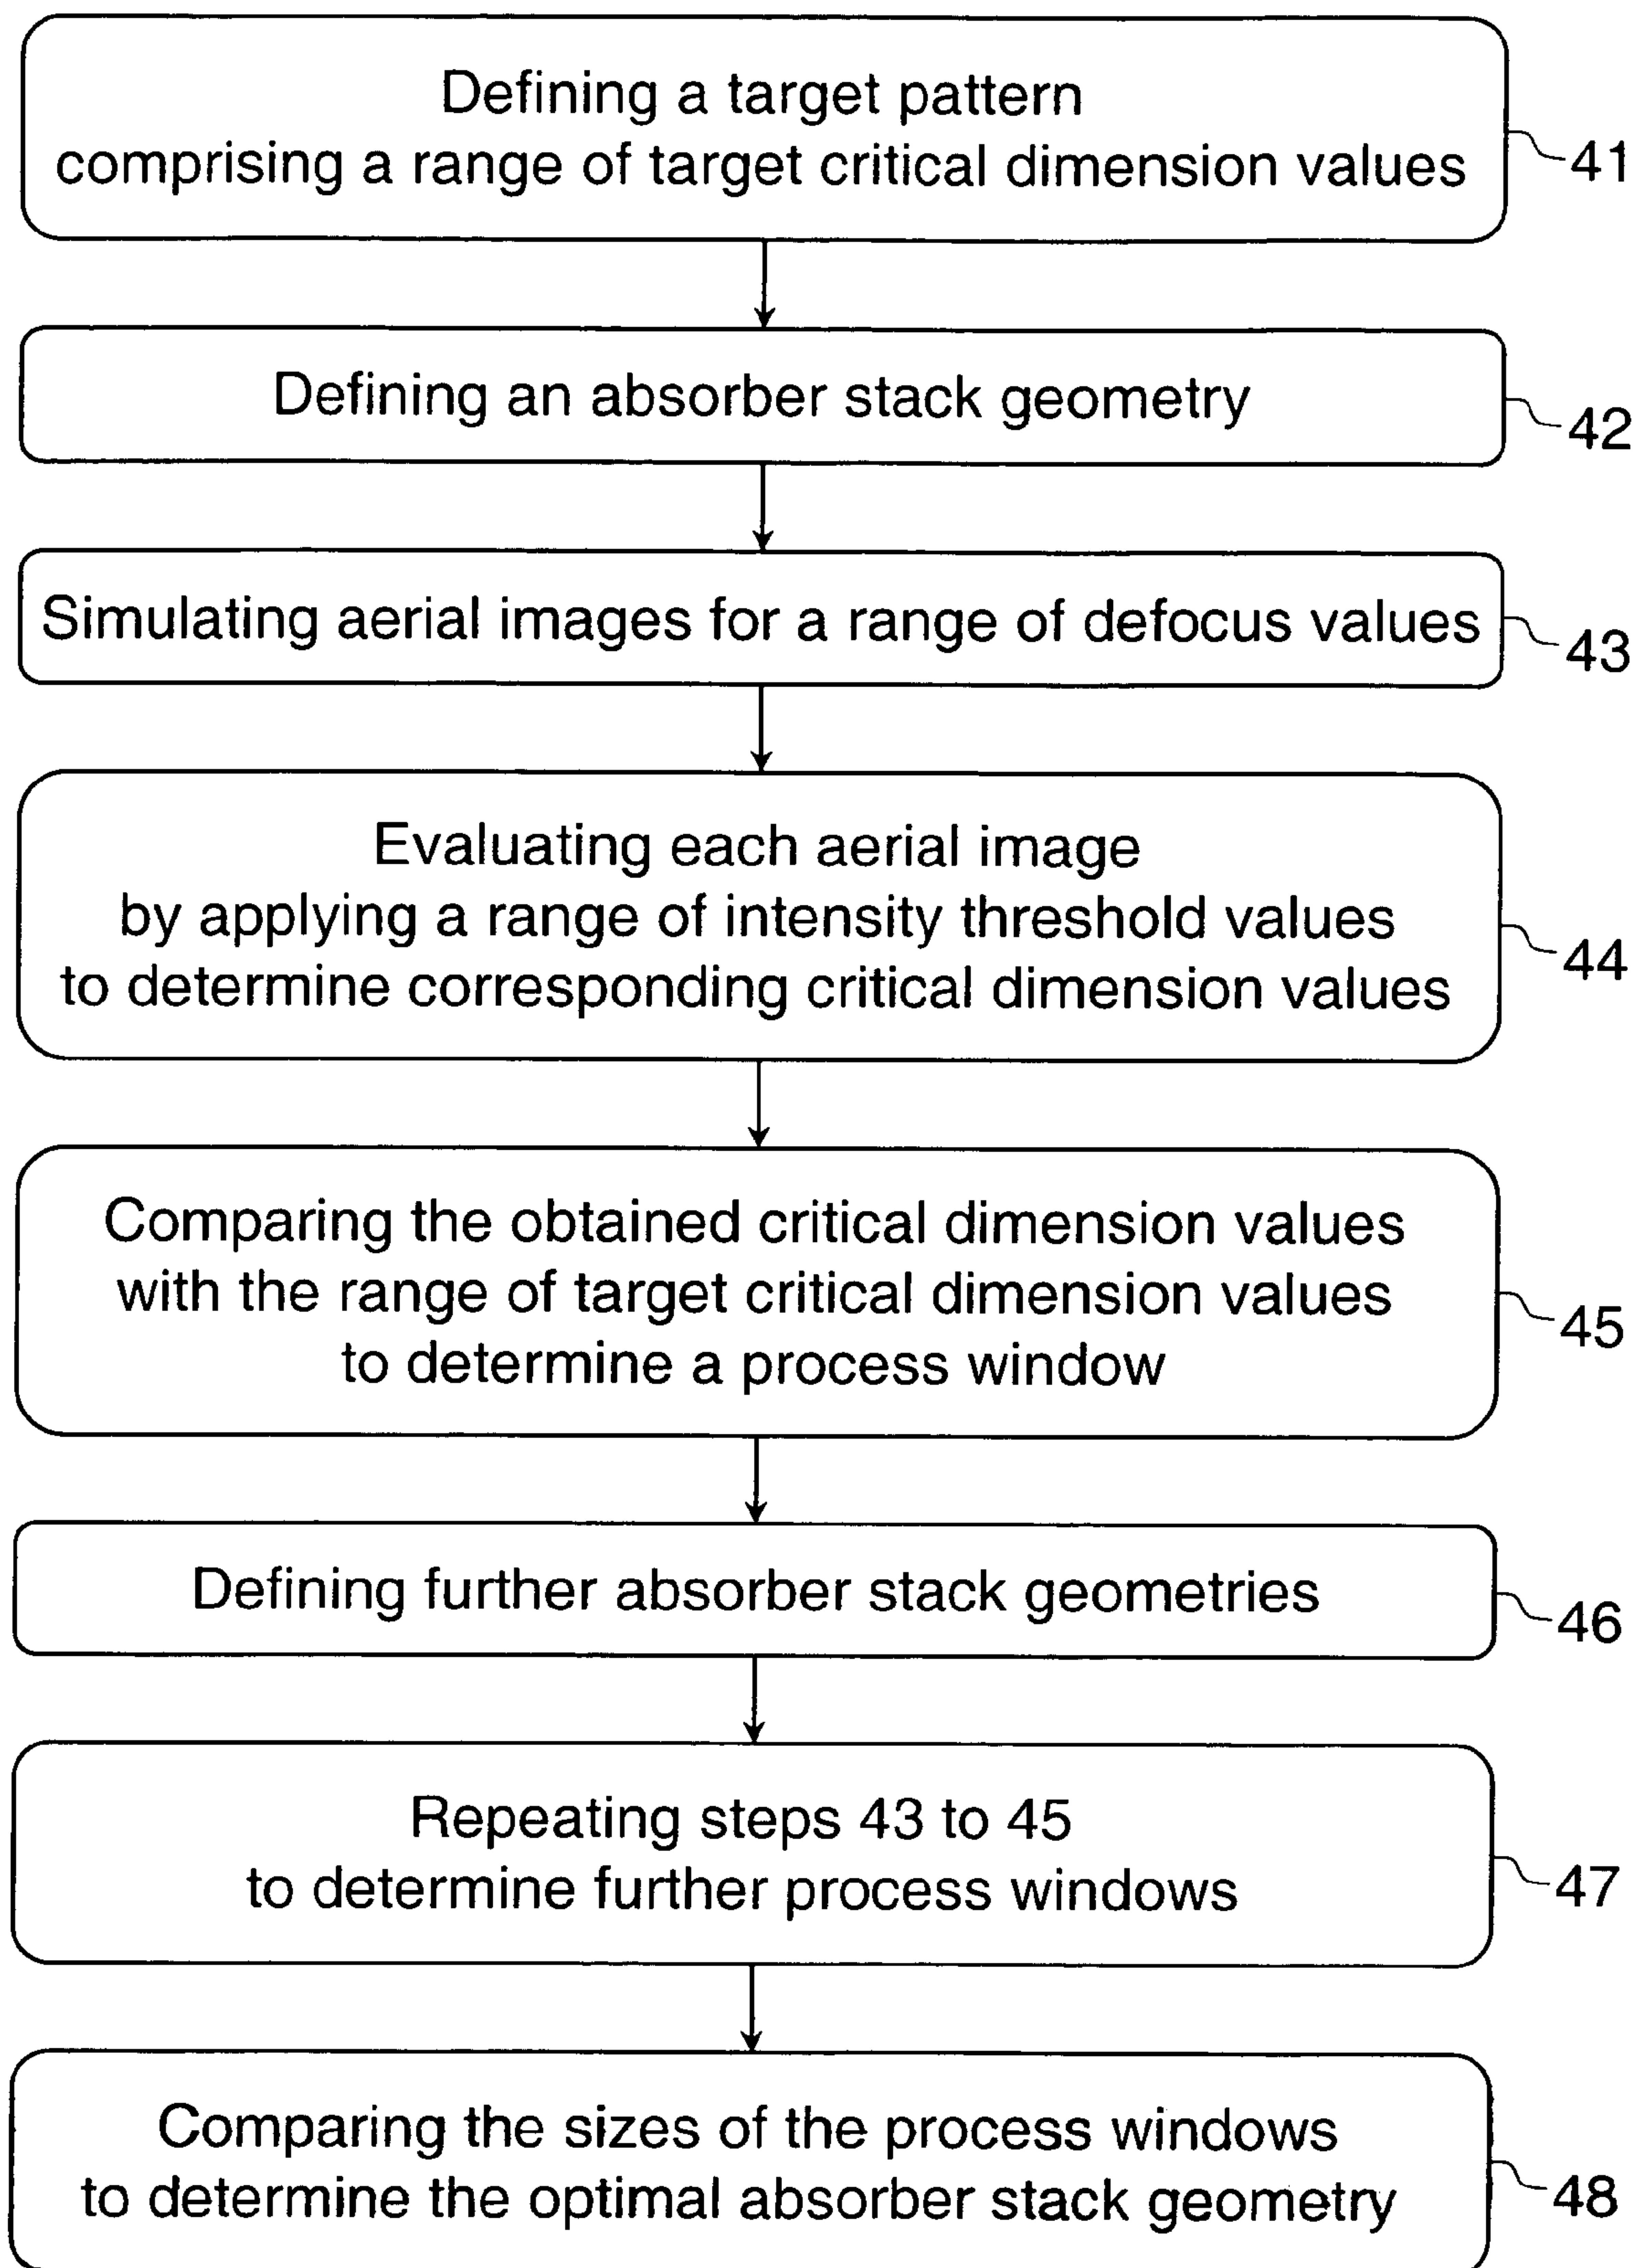 Defining a target pattern
comprising a range of target critical dimension values
41
Defining an absorber stack geometry
42
Simulating aerial images for a range of defocus values
43
Evaluating each aerial image
by applying a range of intensity threshold values
to determine corresponding critical dimension values
44
Comparing the obtained critical dimension values
with the range of target critical dimension values
to determine a process window
45
Defining further absorber stack geometries
46
Repeating steps 43 to 45
to determine further process windows
47
Comparing the sizes of the process windows
to determine the optimal absorber stack geometry
48